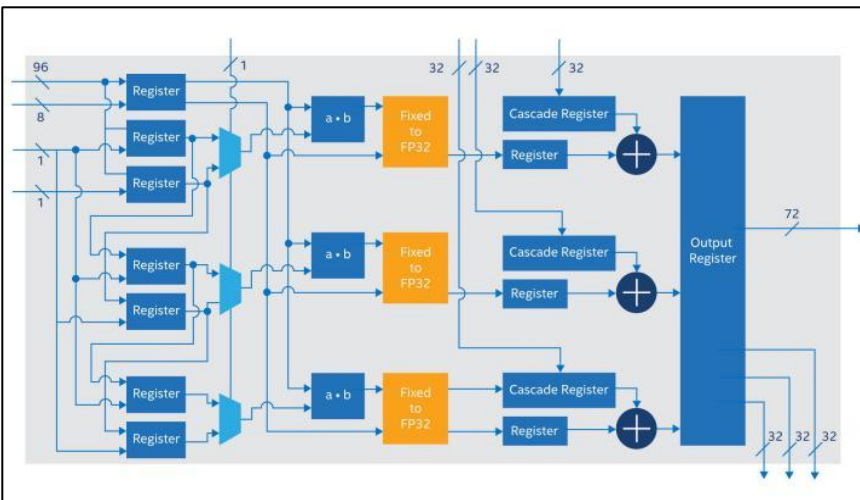 96
1
32
32
32
Register
Cascade Register
8
a • b
Fixed
to
FP32
Register
Register
1
Register
1
72
Register
a • b
Fixed
to
FP32
Cascade Register
Output
Register
Register
Register
Register
a • b
Fixed
to
FP32
Cascade Register
Register
Register
32
32
32